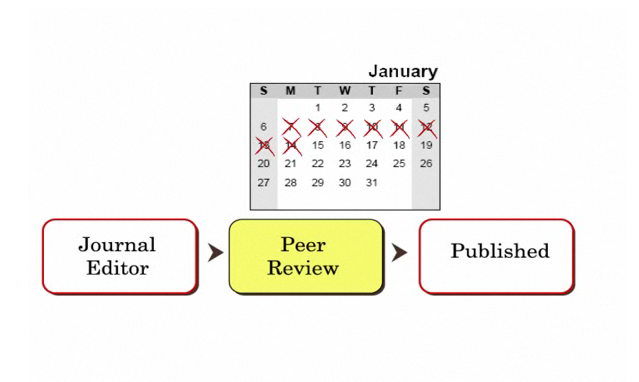 January
S M T W T F S
1 2 3 4 5
6 7 8 9 10 11 12
13 14 15 16 17 18 19
20 21 22 23 24 25 26
27 28 29 30 31
Journal
Editor
Peer
Review
Published